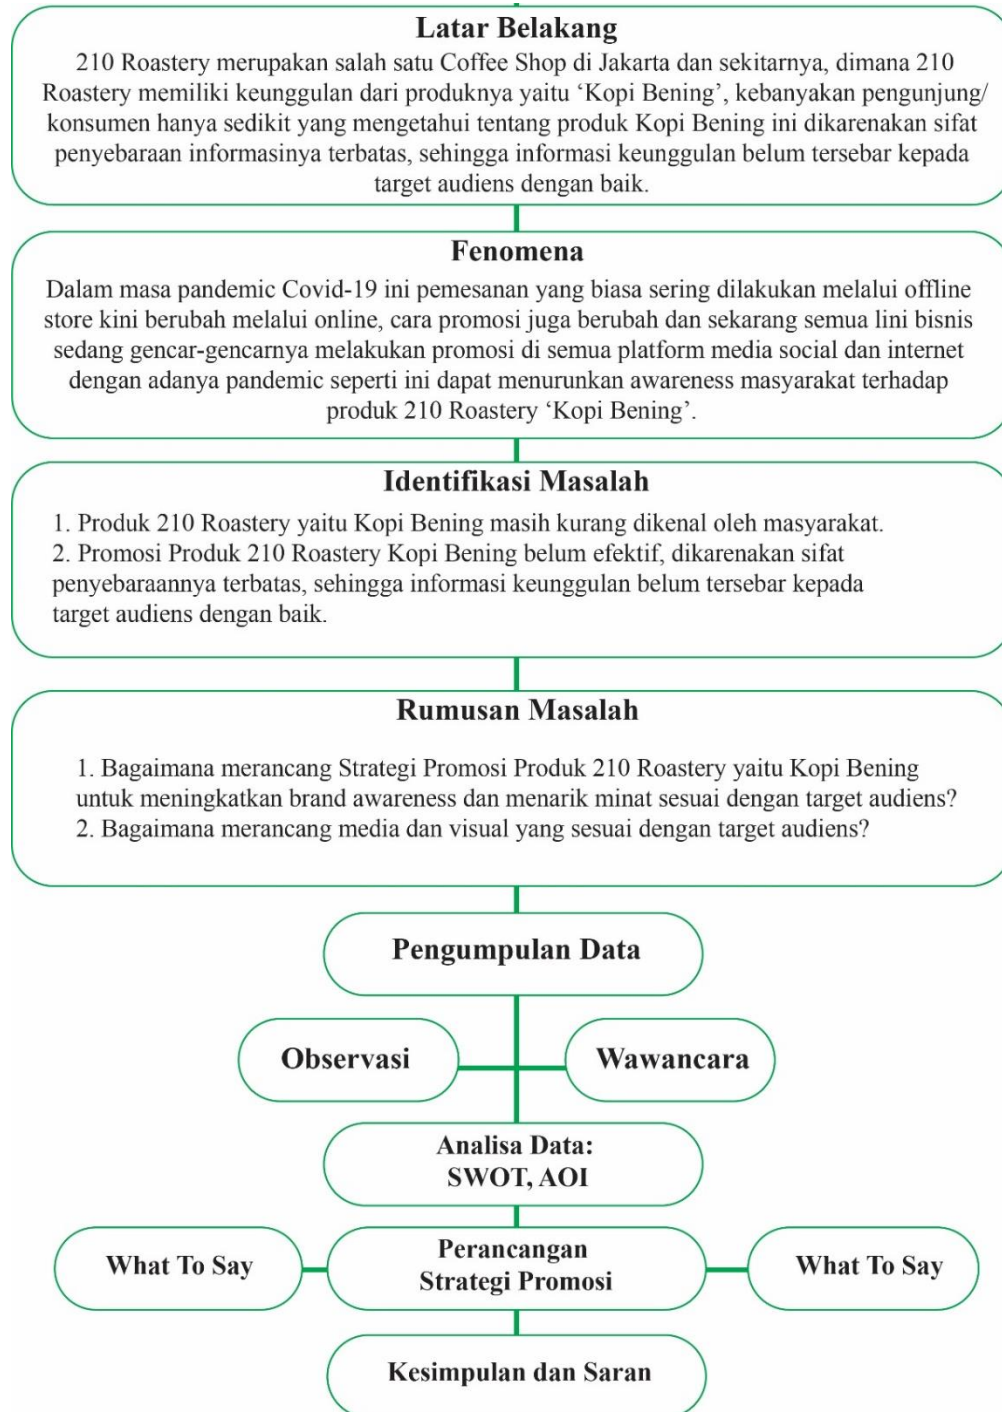 Latar Belakang
210 Roastery merupakan salah satu Coffee Shop di Jakarta dan sekitarnya, dimana 210
Roastery memiliki keunggulan dari produknya yaitu ‘Kopi Bening’, kebanyakan pengunjung/
konsumen hanya sedikit yang mengetahui tentang produk Kopi Bening ini dikarenakan sifat
penyebaraan informasinya terbatas, sehingga informasi keunggulan belum tersebar kepada
target audiens dengan baik.
Fenomena
Dalam masa pandemic Covid-19 ini pemesanan yang biasa sering dilakukan melalui offline
store kini berubah melalui online, cara promosi juga berubah dan sekarang semua lini bisnis
sedang gencar-gencarnya melakukan promosi di semua platform media social dan internet
dengan adanya pandemic seperti ini dapat menurunkan awareness masyarakat terhadap
produk 210 Roastery ‘Kopi Bening’.
Identifikasi Masalah
1. Produk 210 Roastery yaitu Kopi Bening masih kurang dikenal oleh masyarakat.
2. Promosi Produk 210 Roastery Kopi Bening belum efektif, dikarenakan sifat
penyebaraannya terbatas, sehingga informasi keunggulan belum tersebar kepada
target audiens dengan baik.
Rumusan Masalah
1. Bagaimana merancang Strategi Promosi Produk 210 Roastery yaitu Kopi Bening
untuk meningkatkan brand awareness dan menarik minat sesuai dengan target audiens?
2. Bagaimana merancang media dan visual yang sesuai dengan target audiens?
Pengumpulan Data
Observasi
Wawancara
Analisa Data:
SWOT, AOI
What To Say
Perancangan
Strategi Promosi
What To Say
Kesimpulan dan Saran